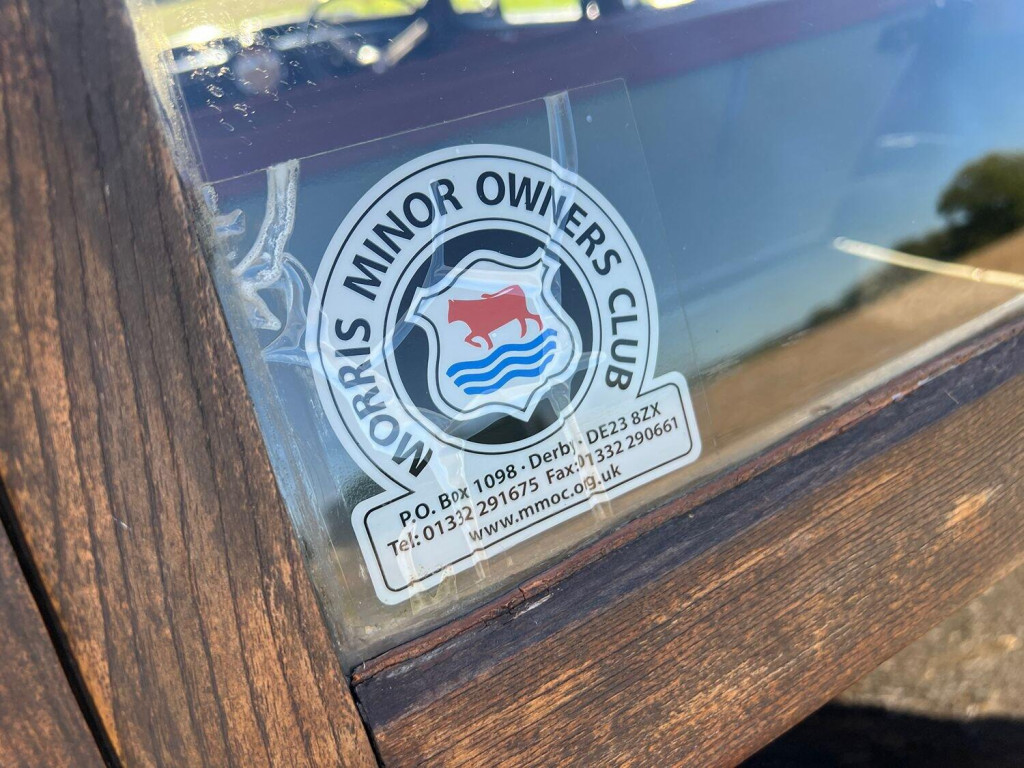 MORRIS MINOR OWNERS CLUB
P.O. Box 1098 · Derby · DE23 8ZX
Tel: 01332 291675 Fax:01332 290661
www.mmoc.org.uk